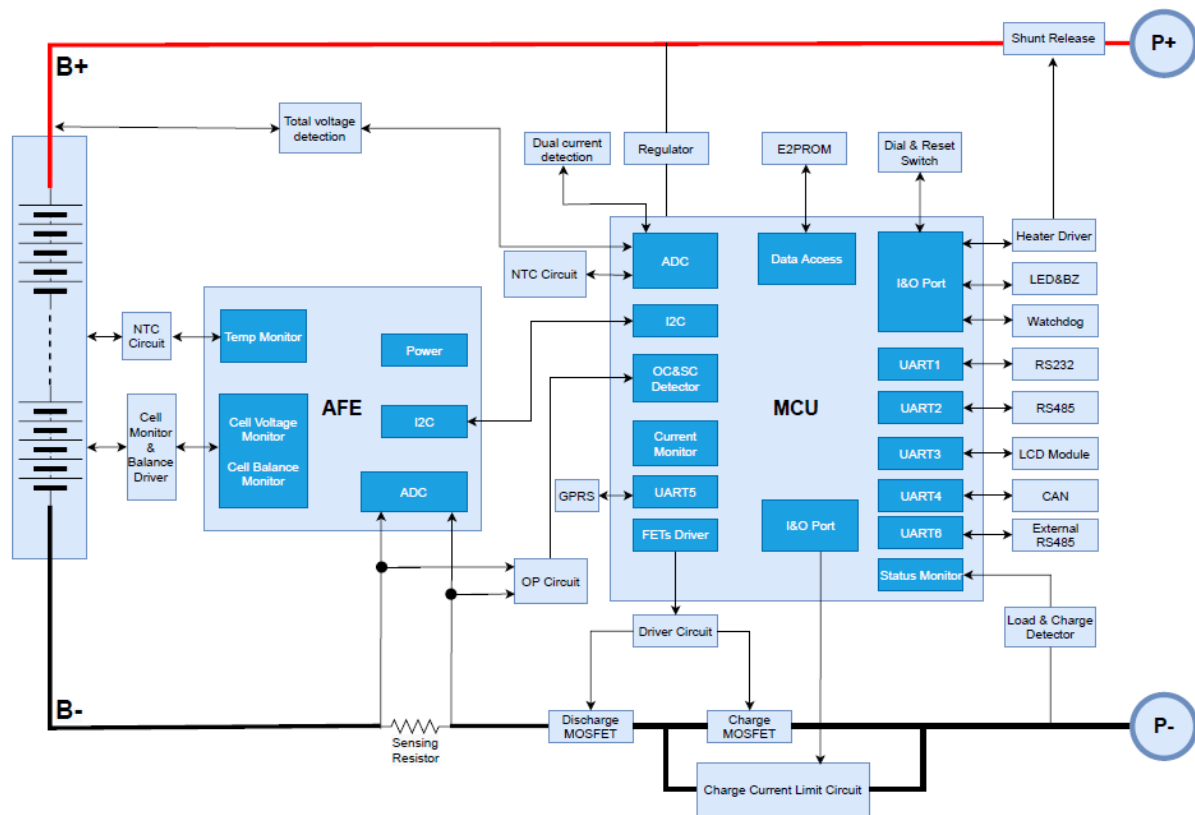 Shunt Release
P+
B+
Total voltage
detection
Dual current
detection
Regulator
E2PROM
Dial & Reset
Switch
ADC
Data Access
I&O Port
Heater Driver
NTC Circuit
LED&BZ
I2C
Watchdog
NTC
Circuit
Temp Monitor
Power
OC&SC
Detector
UART1
RS232
AFE
MCU
I2C
UART2
RS485
Cell
Monitor
&
Balance
Driver
Cell Voltage
Monitor
Cell Balance
Monitor
Current
Monitor
UART3
LCD Module
ADC
GPRS
UART5
UART4
CAN
FETs Driver
I&O Port
UART6
External
RS485
OP Circuit
Status Monitor
Driver Circuit
Load & Charge
Detector
B-
Sensing
Resistor
Discharge
MOSFET
Charge
MOSFET
P-
Charge Current Limit Circuit